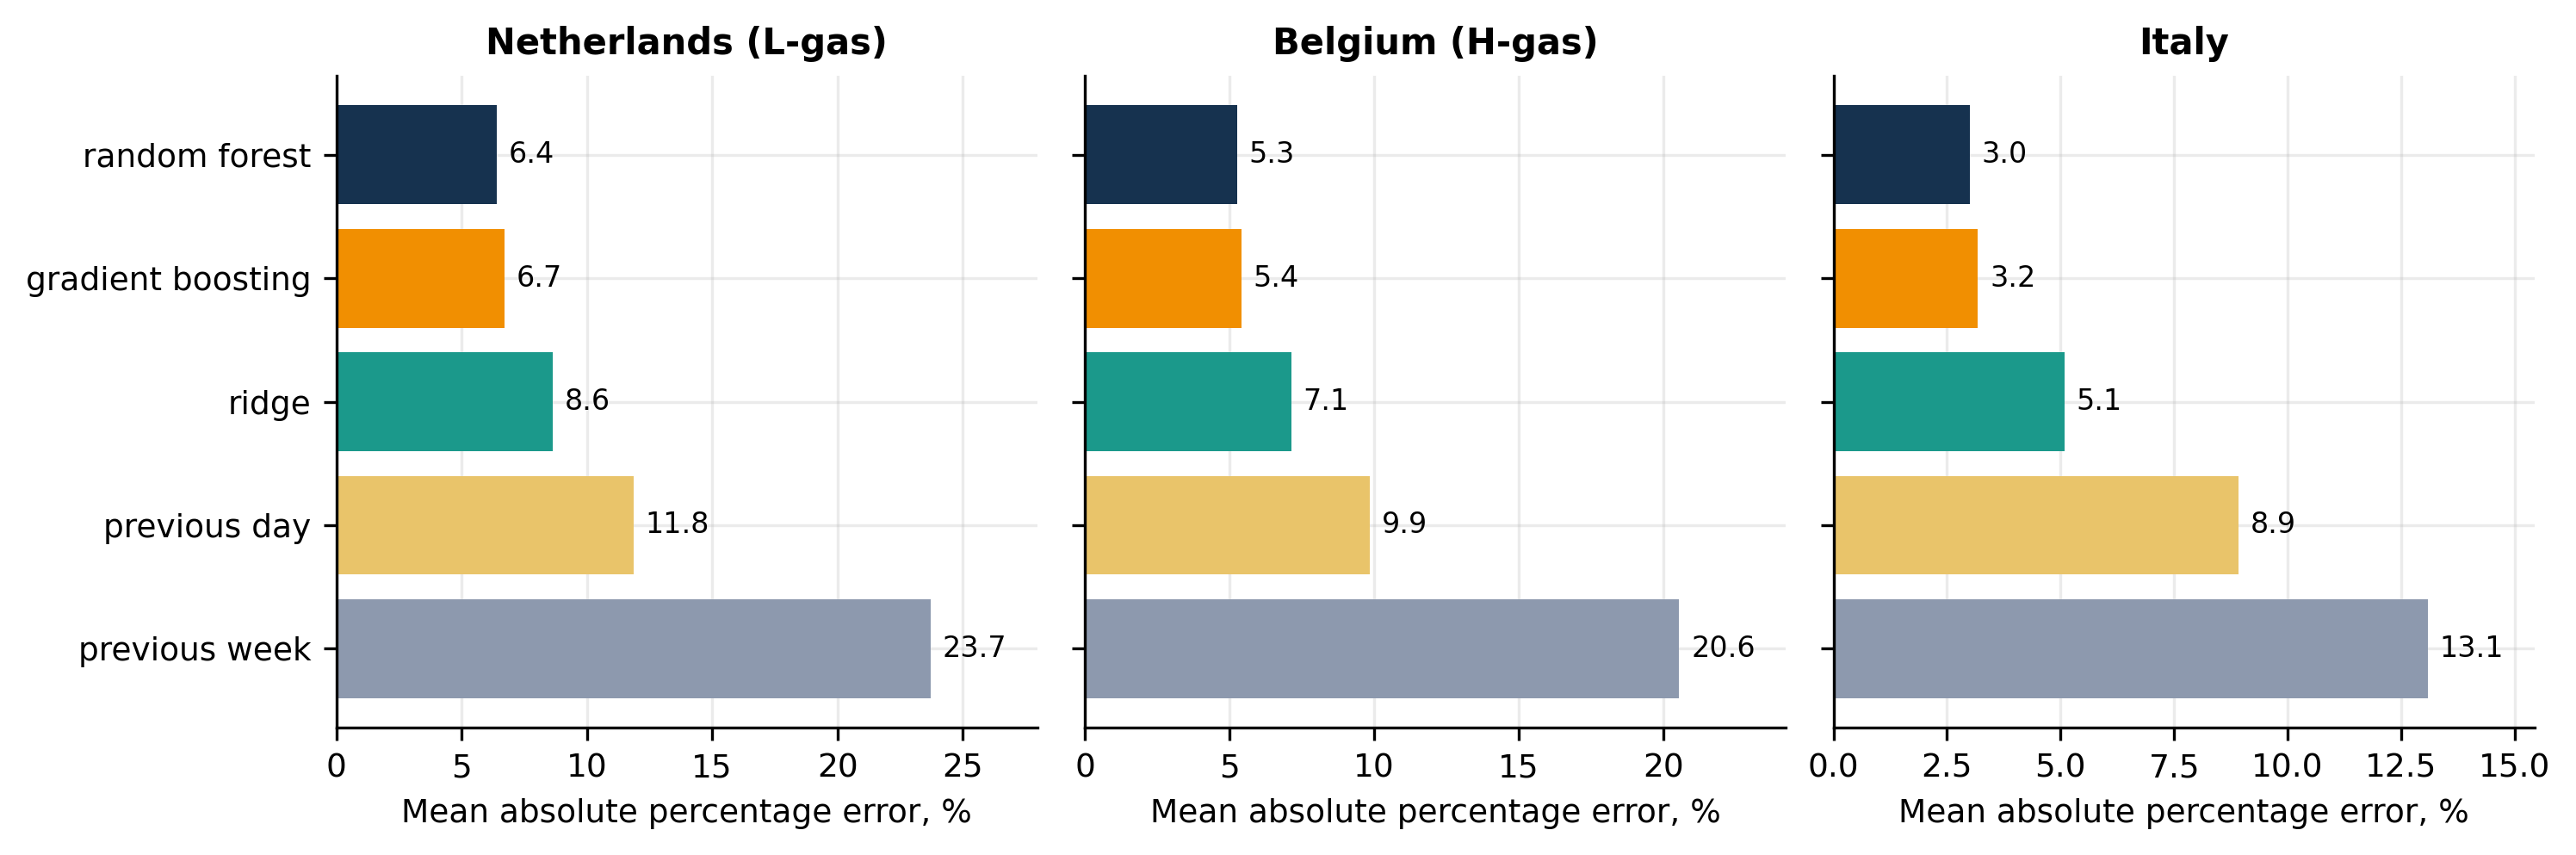 Netherlands (L-gas)
Belgium (H-gas)
Italy
random forest
6.4
5.3
3.0
gradient boosting
6.7
5.4
3.2
ridge
8.6
7.1
5.1
previous day
11.8
9.9
8.9
previous week
23.7
20.6
13.1
0 5 10 15 20 25
0 5 10 15 20
0.0 2.5 5.0 7.5 10.0 12.5 15.0
Mean absolute percentage error, %
Mean absolute percentage error, %
Mean absolute percentage error, %